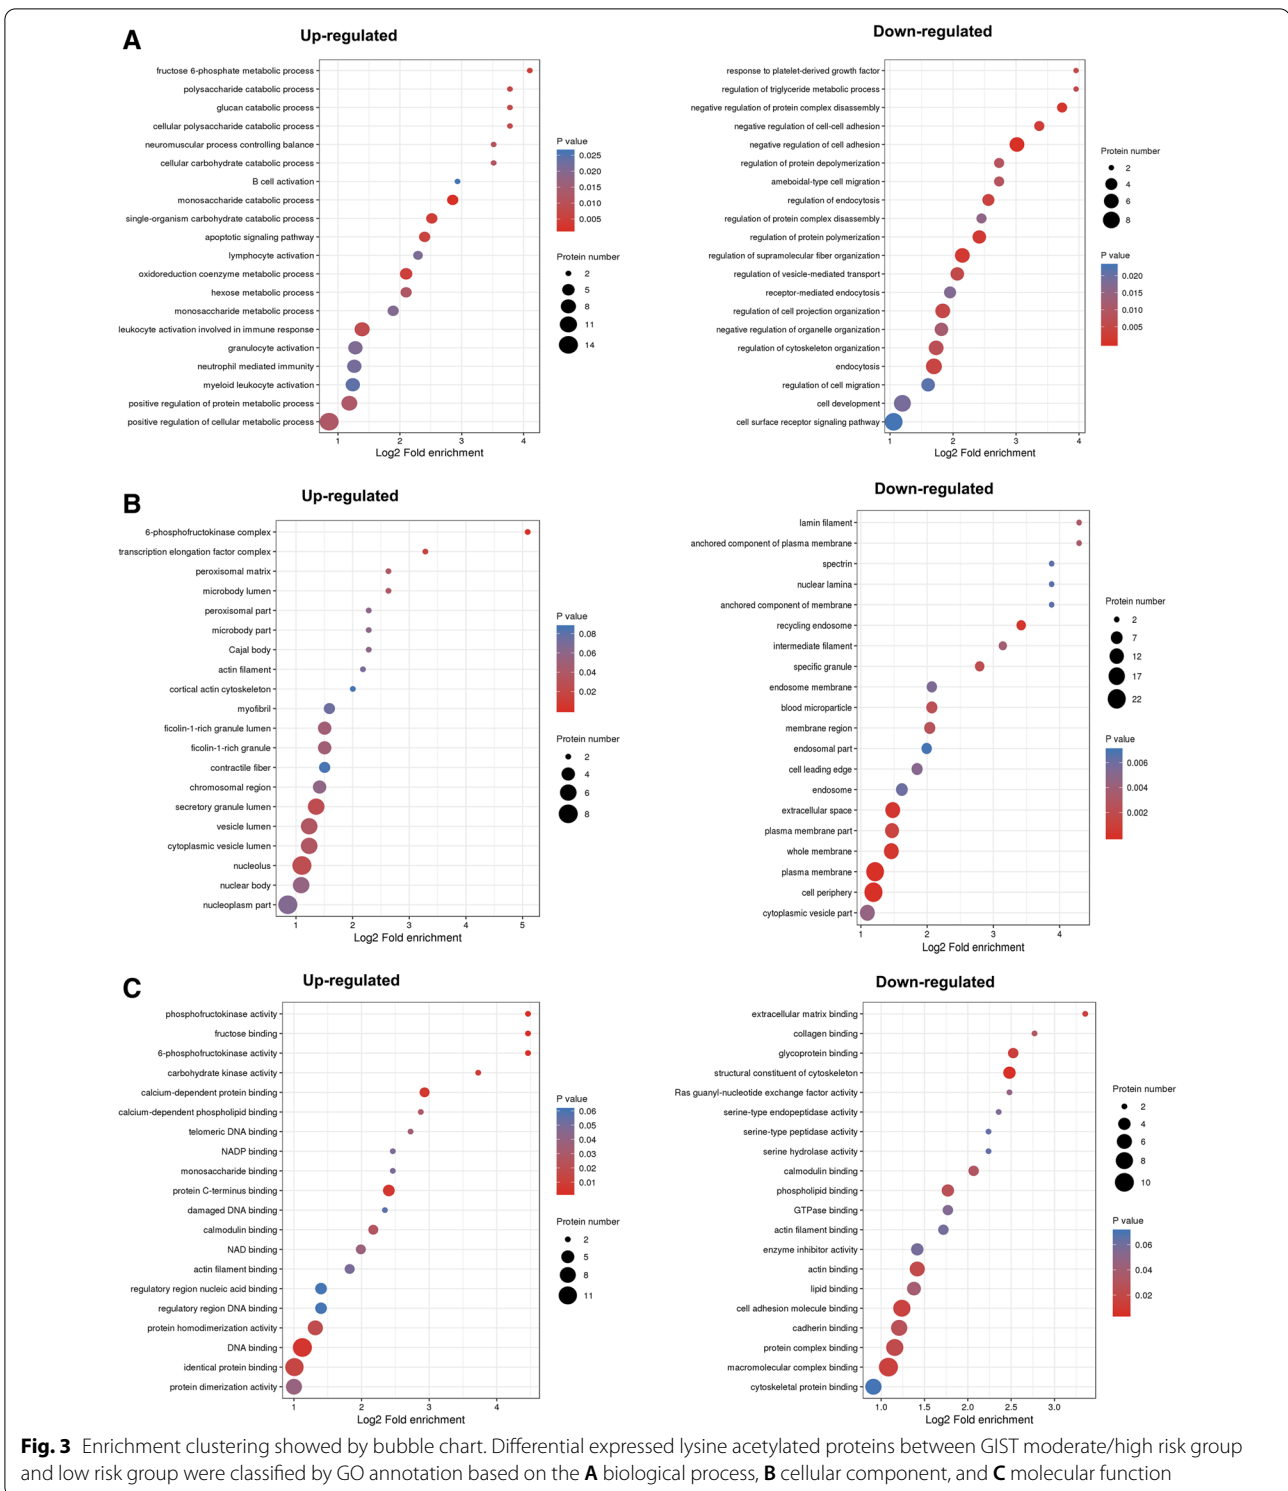 A
Up-regulated
fructose 6-phosphate metabolic process
polysaccharide catabolic process
glucan catabolic process
cellular polysaccharide catabolic process
neuromuscular process controlling balance
cellular carbohydrate catabolic process
B cell activation
monosaccharide catabolic process
single-organism carbohydrate catabolic process
apoptotic signaling pathway
lymphocyte activation
oxidoreduction coenzyme metabolic process
hexose metabolic process
monosaccharide metabolic process
leukocyte activation involved in immune response
granulocyte activation
neutrophil mediated immunity
myeloid leukocyte activation
positive regulation of protein metabolic process
positive regulation of cellular metabolic process
1 2 3 4
Log2 Fold enrichment
P value
0.025
0.020
0.015
0.010
0.005
Protein number
2
5
8
11
14
Down-regulated
response to platelet-derived growth factor
regulation of triglyceride metabolic process
negative regulation of protein complex disassembly
negative regulation of cell-cell adhesion
negative regulation of cell adhesion
regulation of protein depolymerization
ameboidal-type cell migration
regulation of endocytosis
regulation of protein complex disassembly
regulation of protein polymerization
regulation of supramolecular fiber organization
regulation of vesicle-mediated transport
receptor-mediated endocytosis
regulation of cell projection organization
negative regulation of organelle organization
regulation of cytoskeleton organization
endocytosis
regulation of cell migration
cell development
cell surface receptor signaling pathway
1 2 3 4
Log2 Fold enrichment
Protein number
2
4
6
8
P value
0.020
0.015
0.010
0.005
B
Up-regulated
6-phosphofructokinase complex
transcription elongation factor complex
peroxisomal matrix
microbody lumen
peroxisomal part
microbody part
Cajal body
actin filament
cortical actin cytoskeleton
myofibril
ficolin-1-rich granule lumen
ficolin-1-rich granule
contractile fiber
chromosomal region
secretory granule lumen
vesicle lumen
cytoplasmic vesicle lumen
nucleolus
nuclear body
nucleoplasm part
1 2 3 4 5
Log2 Fold enrichment
P value
0.08
0.06
0.04
0.02
Protein number
2
4
6
8
Down-regulated
lamin filament
anchored component of plasma membrane
spectrin
nuclear lamina
anchored component of membrane
recycling endosome
intermediate filament
specific granule
endosome membrane
blood microparticle
membrane region
endosomal part
cell leading edge
endosome
extracellular space
plasma membrane part
whole membrane
plasma membrane
cell periphery
cytoplasmic vesicle part
1 2 3 4
Log2 Fold enrichment
Protein number
2
7
12
17
22
P value
0.006
0.004
0.002
C
Up-regulated
phosphofructokinase activity
fructose binding
6-phosphofructokinase activity
carbohydrate kinase activity
calcium-dependent protein binding
calcium-dependent phospholipid binding
telomeric DNA binding
NADP binding
monosaccharide binding
protein C-terminus binding
damaged DNA binding
calmodulin binding
NAD binding
actin filament binding
regulatory region nucleic acid binding
regulatory region DNA binding
protein homodimerization activity
DNA binding
identical protein binding
protein dimerization activity
1 2 3 4
Log2 Fold enrichment
P value
0.06
0.05
0.04
0.03
0.02
0.01
Protein number
2
5
8
11
Down-regulated
extracellular matrix binding
collagen binding
glycoprotein binding
structural constituent of cytoskeleton
Ras guanyl-nucleotide exchange factor activity
serine-type endopeptidase activity
serine-type peptidase activity
serine hydrolase activity
calmodulin binding
phospholipid binding
GTPase binding
actin filament binding
enzyme inhibitor activity
actin binding
lipid binding
cell adhesion molecule binding
cadherin binding
protein complex binding
macromolecular complex binding
cytoskeletal protein binding
1.0 1.5 2.0 2.5 3.0
Log2 Fold enrichment
Protein number
2
4
6
8
10
P value
0.06
0.04
0.02
Fig. 3 Enrichment clustering showed by bubble chart. Differential expressed lysine acetylated proteins between GIST moderate/high risk group
and low risk group were classified by GO annotation based on the A biological process, B cellular component, and C molecular function